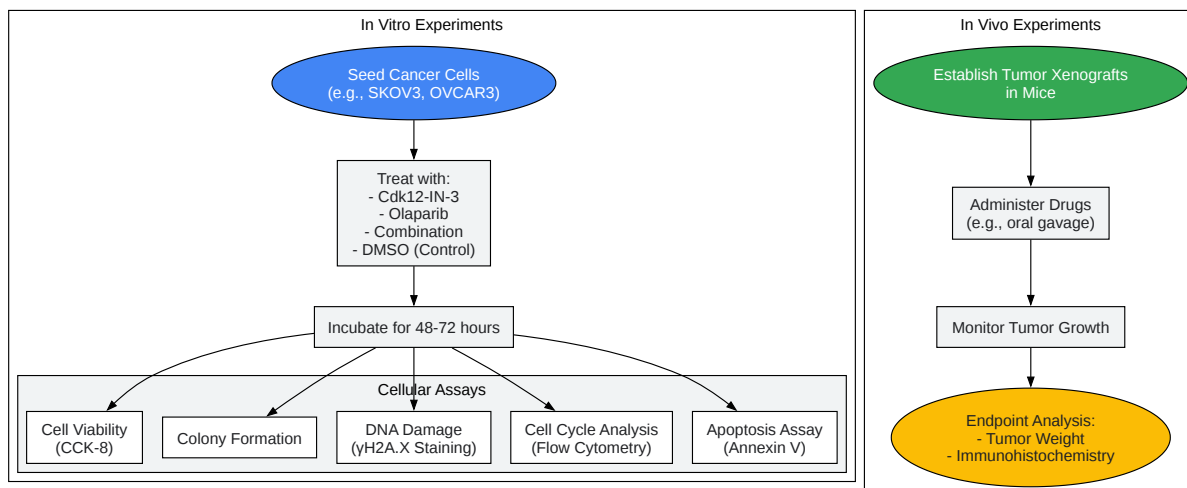 In Vitro Experiments
Seed Cancer Cells
(e.g., SKOV3, OVCAR3)
Treat with:
- Cdk12-IN-3
- Olaparib
- Combination
- DMSO (Control)
Incubate for 48-72 hours
Cellular Assays
Cell Viability
(CCK-8)
Colony Formation
DNA Damage
(γH2A.X Staining)
Cell Cycle Analysis
(Flow Cytometry)
Apoptosis Assay
(Annexin V)
In Vivo Experiments
Establish Tumor Xenografts
in Mice
Administer Drugs
(e.g., oral gavage)
Monitor Tumor Growth
Endpoint Analysis:
- Tumor Weight
- Immunohistochemistry